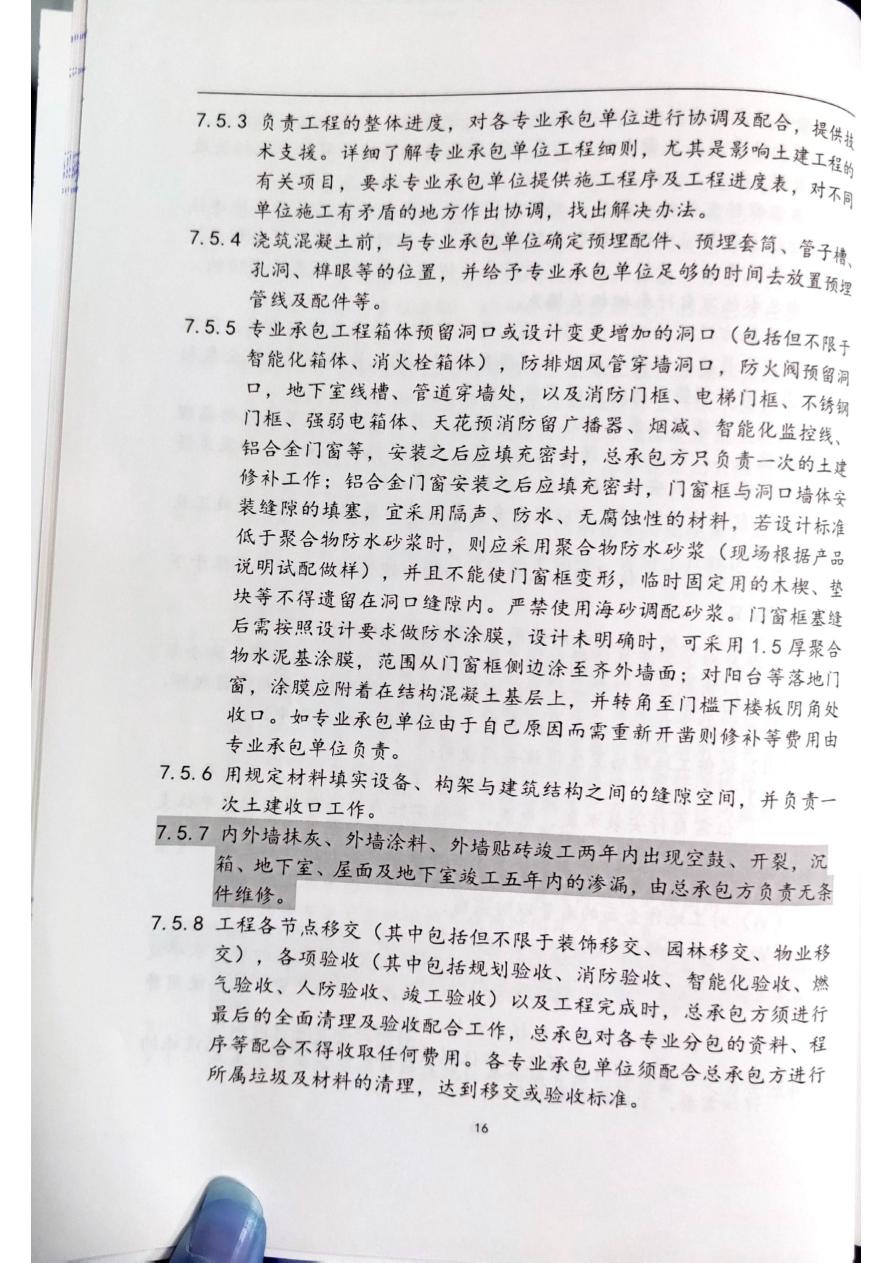 7.5.3 负责工程的整体进度，对各专业承包单位进行协调及配合，提供技
术支援。详细了解专业承包单位工程细则，尤其是影响土建工程的
有关项目，要求专业承包单位提供施工程序及工程进度表，对不同
单位施工有矛盾的地方作出协调，找出解决办法。
7.5.4 浇筑混凝土前，与专业承包单位确定预埋配件、预埋套筒、管子槽、
孔洞、榫眼等的位置，并给予专业承包单位足够的时间去放置预埋
管线及配件等。
7.5.5 专业承包工程箱体预留洞口或设计变更增加的洞口（包括但不限于
智能化箱体、消火栓箱体），防排烟风管穿墙洞口，防火阀预留洞
口，地下室线槽、管道穿墙处，以及消防门框、电梯门框、不锈钢
门框、强弱电箱体、天花预消防留广播器、烟减、智能化监控线、
铝合金门窗等，安装之后应填充密封，总承包方只负责一次的土建
修补工作；铝合金门窗安装之后应填充密封，门窗框与洞口墙体安
装缝隙的填塞，宜采用隔声、防水、无腐蚀性的材料，若设计标准
低于聚合物防水砂浆时，则应采用聚合物防水砂浆（现场根据产品
说明试配做样），并且不能使门窗框变形，临时固定用的木楔、垫
块等不得遗留在洞口缝隙内。严禁使用海砂调配砂浆。门窗框塞缝
后需按照设计要求做防水涂膜，设计未明确时，可采用 1.5 厚聚合
物水泥基涂膜，范围从门窗框侧边涂至齐外墙面；对阳台等落地门
窗，涂膜应附着在结构混凝土基层上，并转角至门槛下楼板阴角处
收口。如专业承包单位由于自己原因而需重新开凿则修补等费用由
专业承包单位负责。
7.5.6 用规定材料填实设备、构架与建筑结构之间的缝隙空间，并负责一
次土建收口工作。
7.5.7 内外墙抹灰、外墙涂料、外墙贴砖竣工两年内出现空鼓、开裂，沉
箱、地下室、屋面及地下室竣工五年内的渗漏，由总承包方负责无条
件维修。
7.5.8 工程各节点移交（其中包括但不限于装饰移交、园林移交、物业移
交），各项验收（其中包括规划验收、消防验收、智能化验收、燃
气验收、人防验收、竣工验收）以及工程完成时，总承包方须进行
最后的全面清理及验收配合工作，总承包对各专业分包的资料、程
序等配合不得收取任何费用。各专业承包单位须配合总承包方进行
所属垃圾及材料的清理，达到移交或验收标准。
16